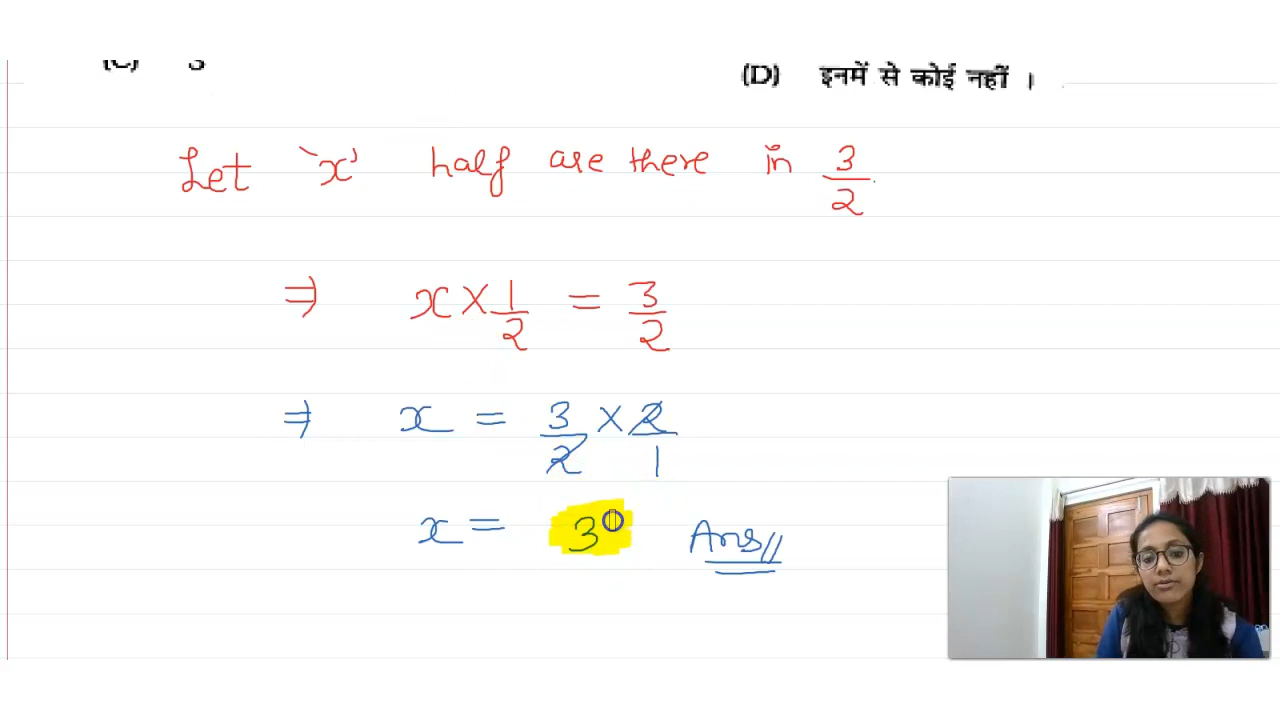 (C) 3
(D) इनमें से कोई नहीं ।
Let 'x' half are there in 3/2
⇒ x × 1/2 = 3/2
⇒ x = 3/2 × 2/1
x = 3 Ans//